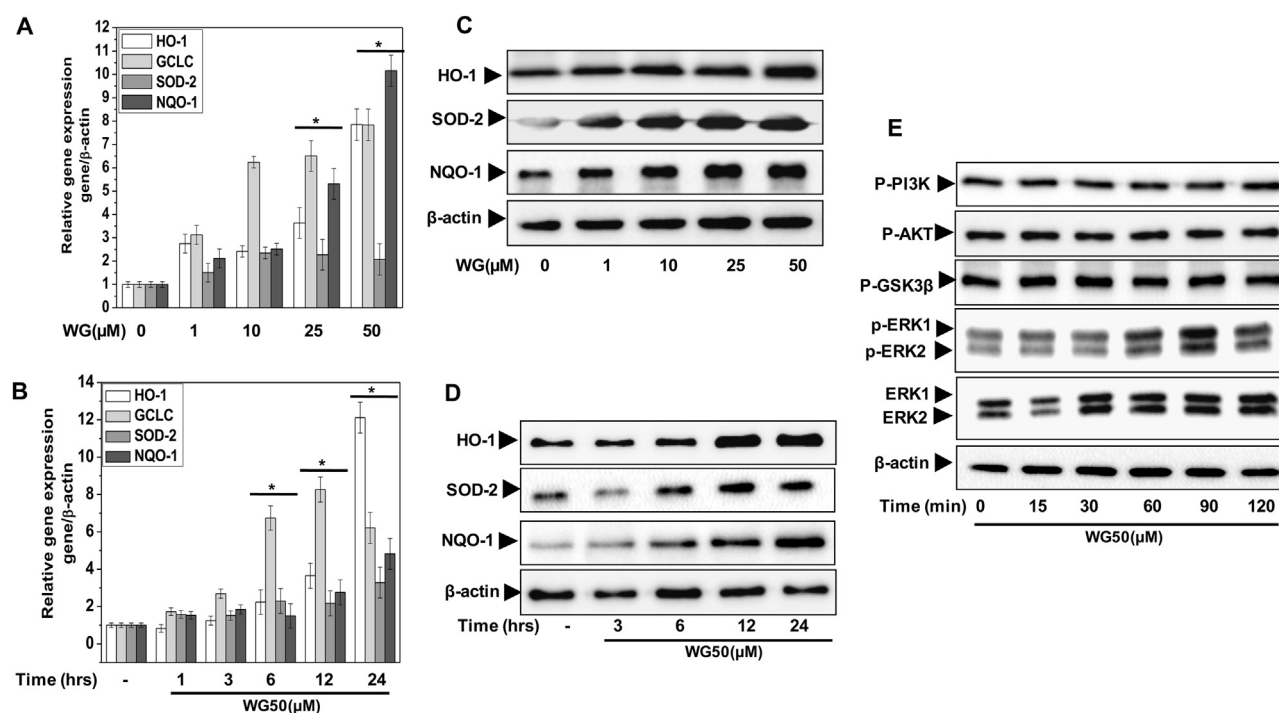 A
Relative gene expression
gene/β-actin
12
11
10
9
8
7
6
5
4
3
2
1
HO-1
GCLC
SOD-2
NQO-1
*
*
WG(µM) 0 1 10 25 50
B
Relative gene expression
gene/β-actin
14
12
10
8
6
4
2
0
HO-1
GCLC
SOD-2
NQO-1
*
*
*
Time (hrs) - 1 3 6 12 24
WG50(µM)
C
HO-1
SOD-2
NQO-1
β-actin
WG(µM) 0 1 10 25 50
D
HO-1
SOD-2
NQO-1
β-actin
Time (hrs) - 3 6 12 24
WG50(µM)
E
P-PI3K
P-AKT
P-GSK3β
p-ERK1
p-ERK2
ERK1
ERK2
β-actin
Time (min) 0 15 30 60 90 120
WG50(µM)